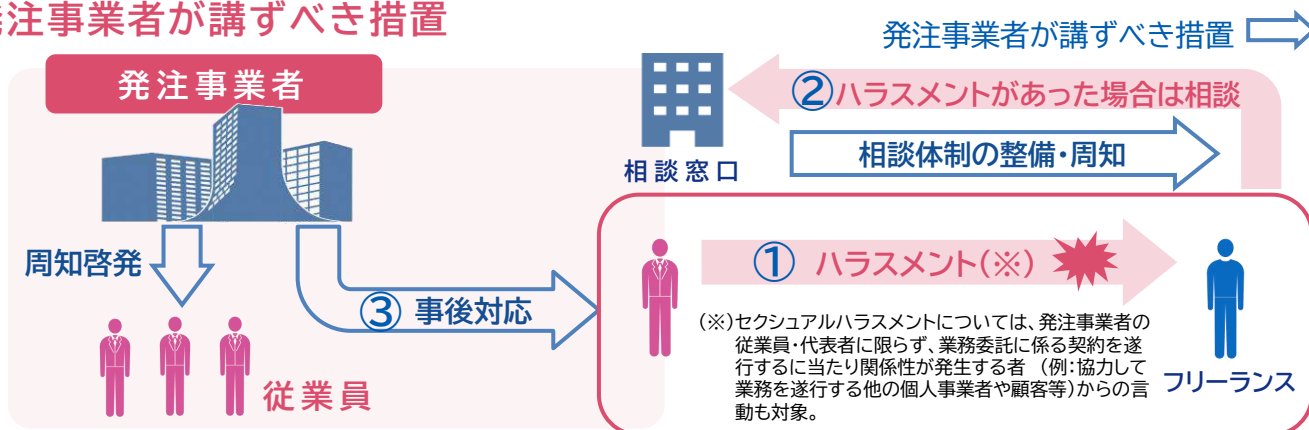 発注事業者が講ずべき措置
発注事業者が講ずべき措置
発注事業者
周知啓発
従業員
③ 事後対応
相談窓口
②ハラスメントがあった場合は相談
相談体制の整備・周知
① ハラスメント(※)
(※)セクシュアルハラスメントについては、発注事業者の
従業員・代表者に限らず、業務委託に係る契約を遂
行するに当たり関係性が発生する者 (例:協力して
業務を遂行する他の個人事業者や顧客等)からの言
動も対象。
フリーランス